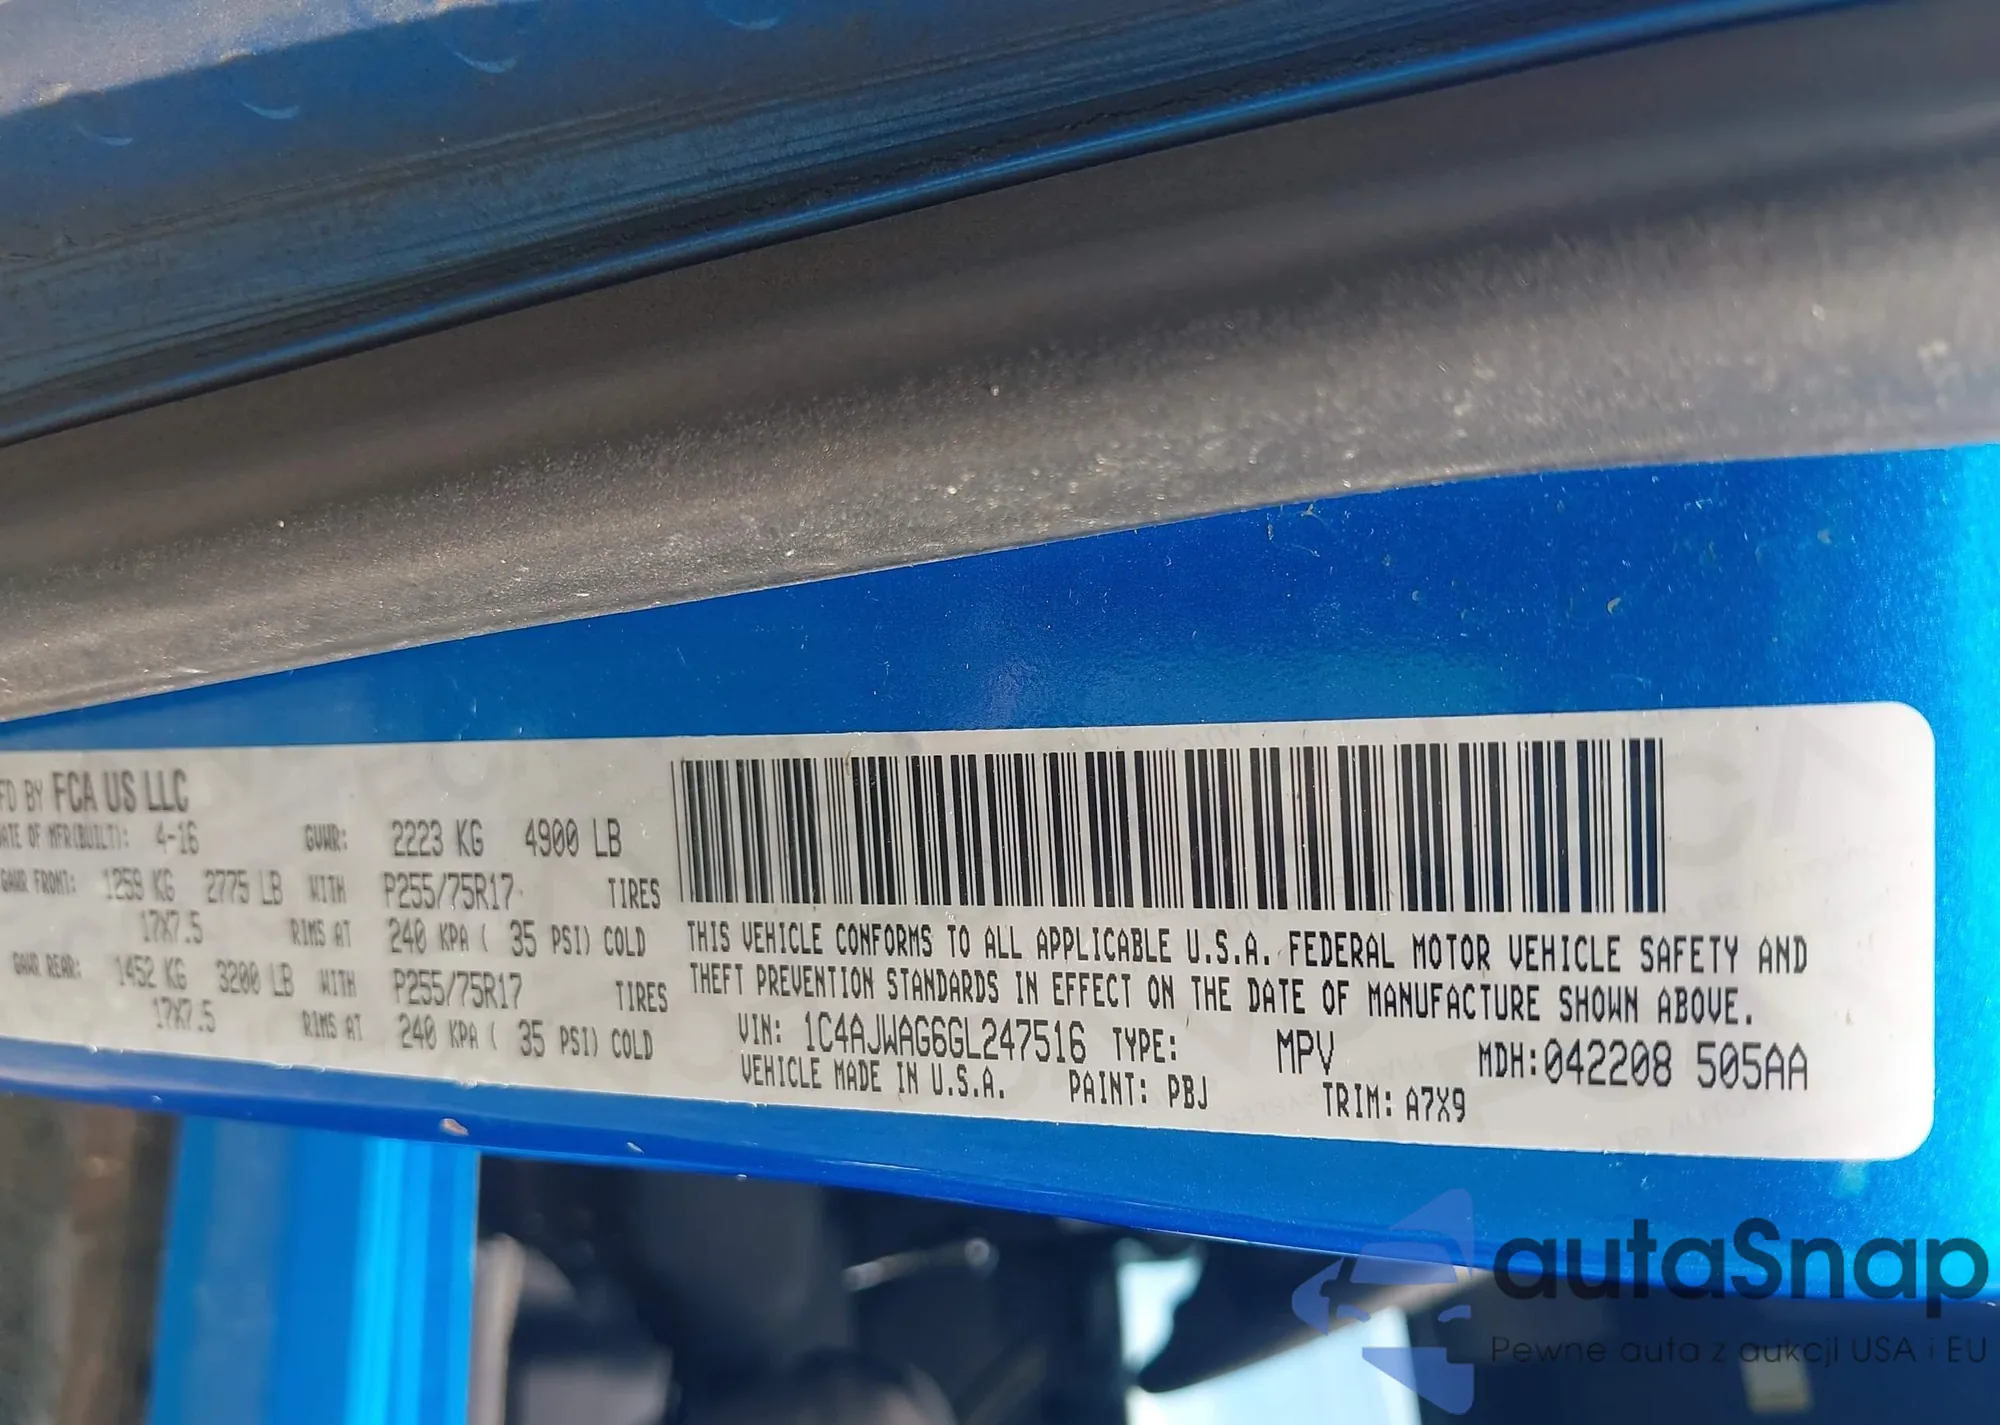 FD BY FCA US LLC
ATE OF MFR(BUILT): 4-16 GVWR: 2223 KG 4900 LB
GAWR FRONT: 1259 KG 2775 LB WITH P255/75R17 TIRES
17X7.5 RIMS AT 240 KPA ( 35 PSI) COLD
GAWR REAR: 1452 KG 3200 LB WITH P255/75R17 TIRES
17X7.5 RIMS AT 240 KPA ( 35 PSI) COLD
THIS VEHICLE CONFORMS TO ALL APPLICABLE U.S.A. FEDERAL MOTOR VEHICLE SAFETY AND
THEFT PREVENTION STANDARDS IN EFFECT ON THE DATE OF MANUFACTURE SHOWN ABOVE.
VIN: 1C4AJWAG6GL247516 TYPE: MPV MDH:042208 505AA
VEHICLE MADE IN U.S.A. PAINT: PBJ TRIM: A7X9
autaSnap
Pewne auta z aukcji USA i EU